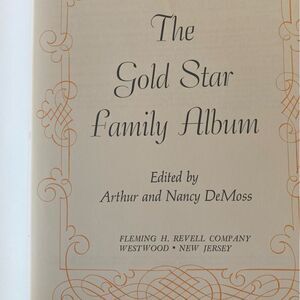 The
Gold Star
Family Album
Edited by
Arthur and Nancy DeMoss
FLEMING H. REVELL COMPANY
WESTWOOD • NEW JERSEY